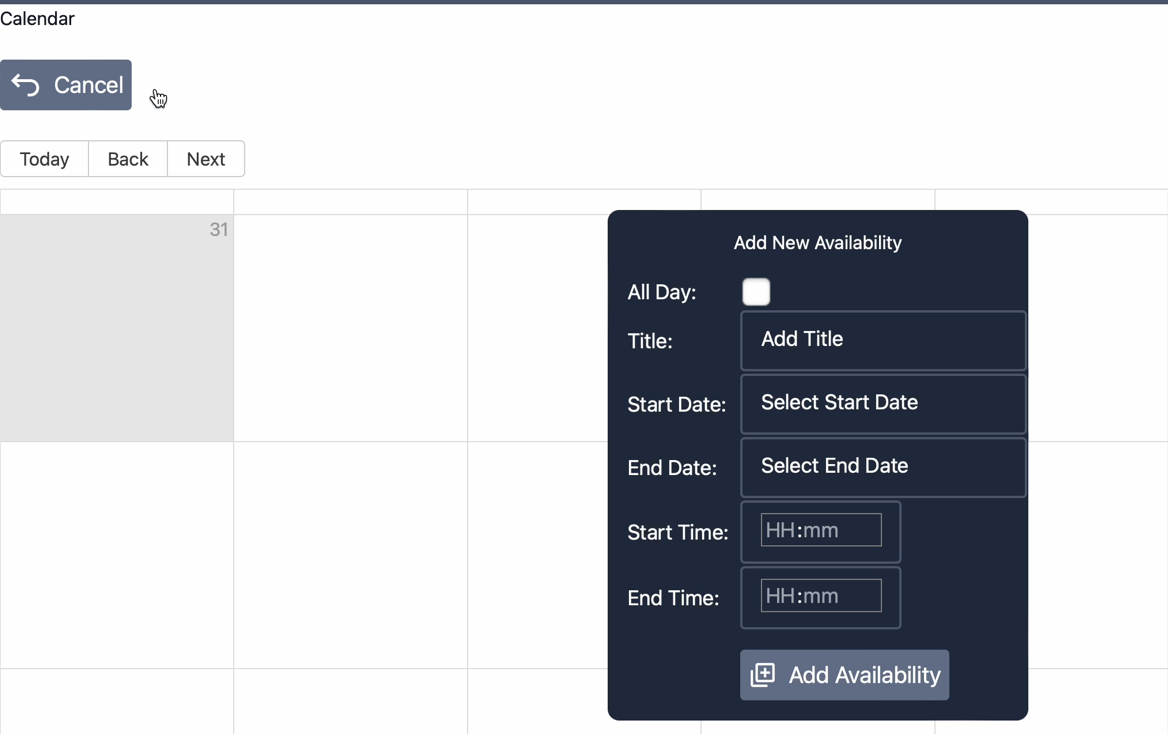 Calendar
Cancel
Today Back Next
31
Add New Availability
All Day:
Title: Add Title
Start Date: Select Start Date
End Date: Select End Date
Start Time: HH:mm
End Time: HH:mm
Add Availability